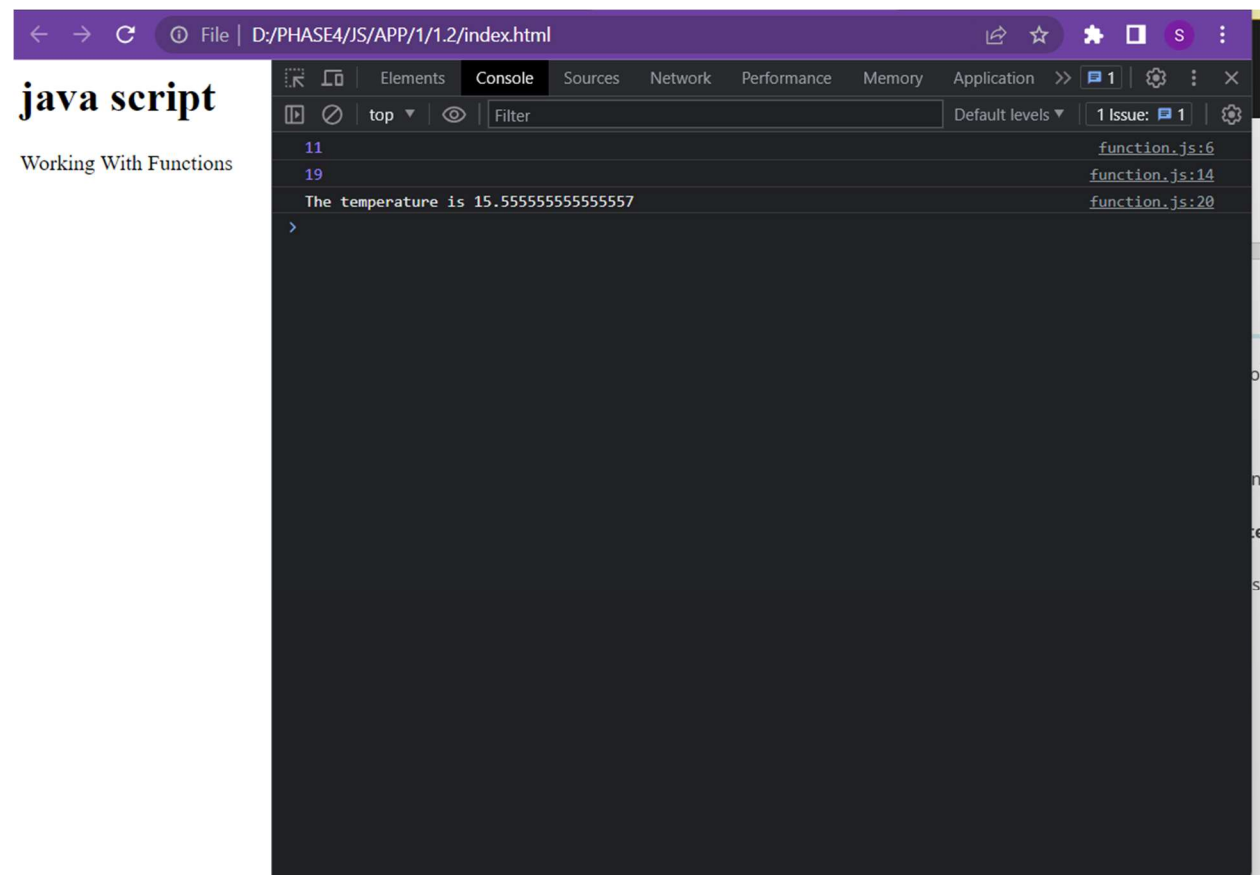 File | D:/PHASE4/JS/APP/1/1.2/index.html S
java script
Working With Functions
Elements Console Sources Network Performance Memory Application 1
top Filter Default levels 1 Issue: 1
11 function.js:6
19 function.js:14
The temperature is 15.555555555555557 function.js:20